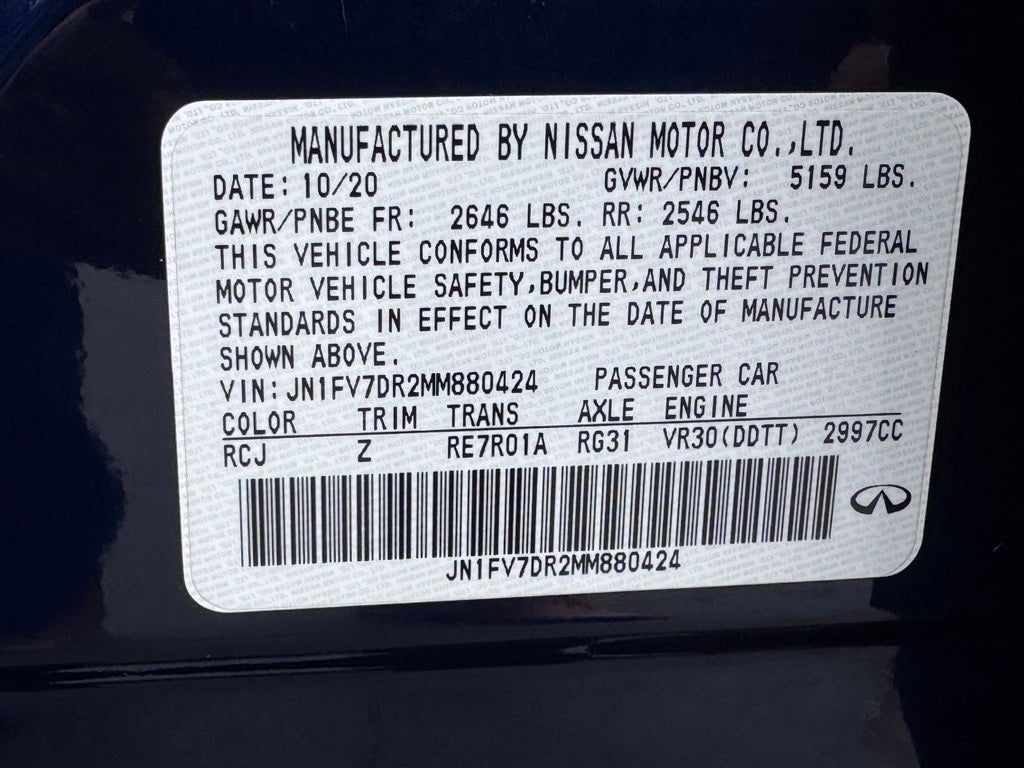 MANUFACTURED BY NISSAN MOTOR CO.,LTD.
DATE: 10/20 GVWR/PNBV: 5159 LBS.
GAWR/PNBE FR: 2646 LBS. RR: 2546 LBS.
THIS VEHICLE CONFORMS TO ALL APPLICABLE FEDERAL
MOTOR VEHICLE SAFETY,BUMPER,AND THEFT PREVENTION
STANDARDS IN EFFECT ON THE DATE OF MANUFACTURE
SHOWN ABOVE.
VIN: JN1FV7DR2MM880424 PASSENGER CAR
COLOR TRIM TRANS AXLE ENGINE
RCJ Z RE7R01A RG31 VR30(DDTT) 2997CC
JN1FV7DR2MM880424